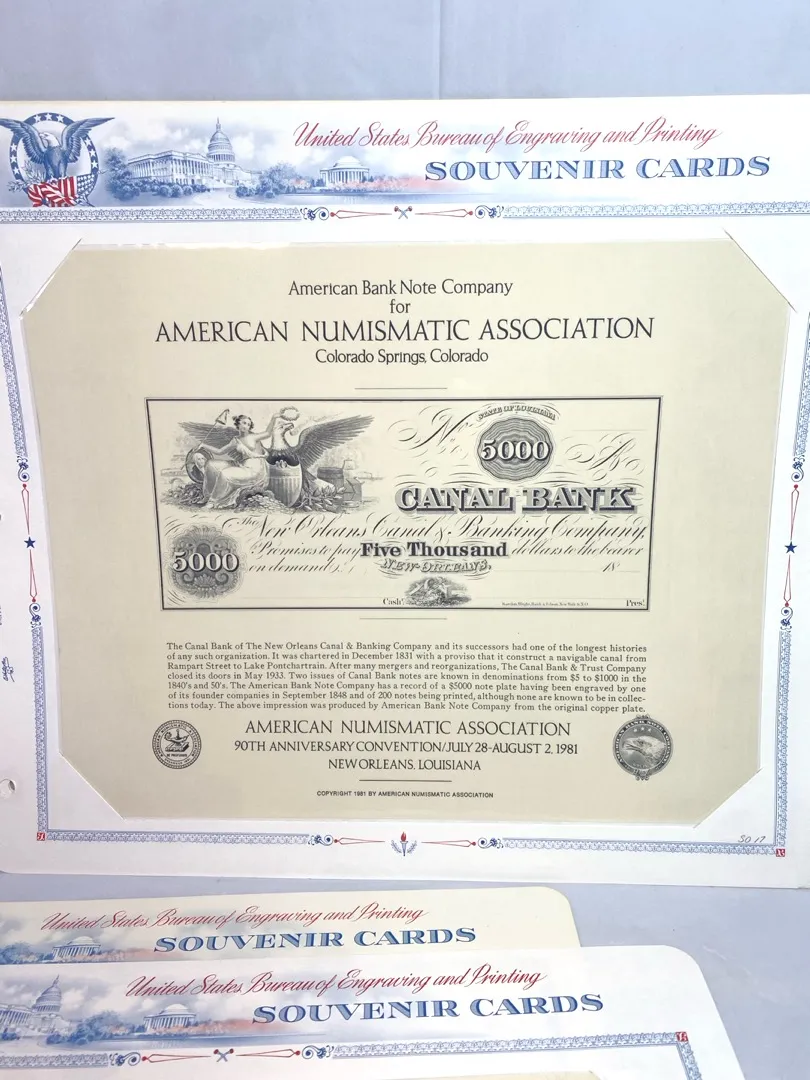 United States Bureau of Engraving and Printing
SOUVENIR CARDS
American Bank Note Company
for
AMERICAN NUMISMATIC ASSOCIATION
Colorado Springs, Colorado
STATE OF LOUISIANA
No
5000
CANAL BANK
The New Orleans Canal & Banking Company,
Promises to pay Five Thousand dollars to the bearer
5000
on demand
NEW-ORLEANS,
18
Cash.r
Pres.t
The Canal Bank of The New Orleans Canal & Banking Company and its successors had one of the longest histories
of any such organization. It was chartered in December 1831 with a proviso that it construct a navigable canal from
Rampart Street to Lake Pontchartrain. After many mergers and reorganizations, The Canal Bank & Trust Company
closed its doors in May 1933. Two issues of Canal Bank notes are known in denominations from $5 to $1000 in the
1840's and 50's. The American Bank Note Company has a record of a $5000 note plate having been engraved by one
of its founder companies in September 1848 and of 200 notes being printed, although none are known to be in collec-
tions today. The above impression was produced by American Bank Note Company from the original copper plate.
AMERICAN NUMISMATIC ASSOCIATION
90TH ANNIVERSARY CONVENTION/JULY 28-AUGUST 2, 1981
NEW ORLEANS, LOUISIANA
COPYRIGHT 1981 BY AMERICAN NUMISMATIC ASSOCIATION
SO 17
United States Bureau of Engraving and Printing
SOUVENIR CARDS
United States Bureau of Engraving and Printing
SOUVENIR CARDS